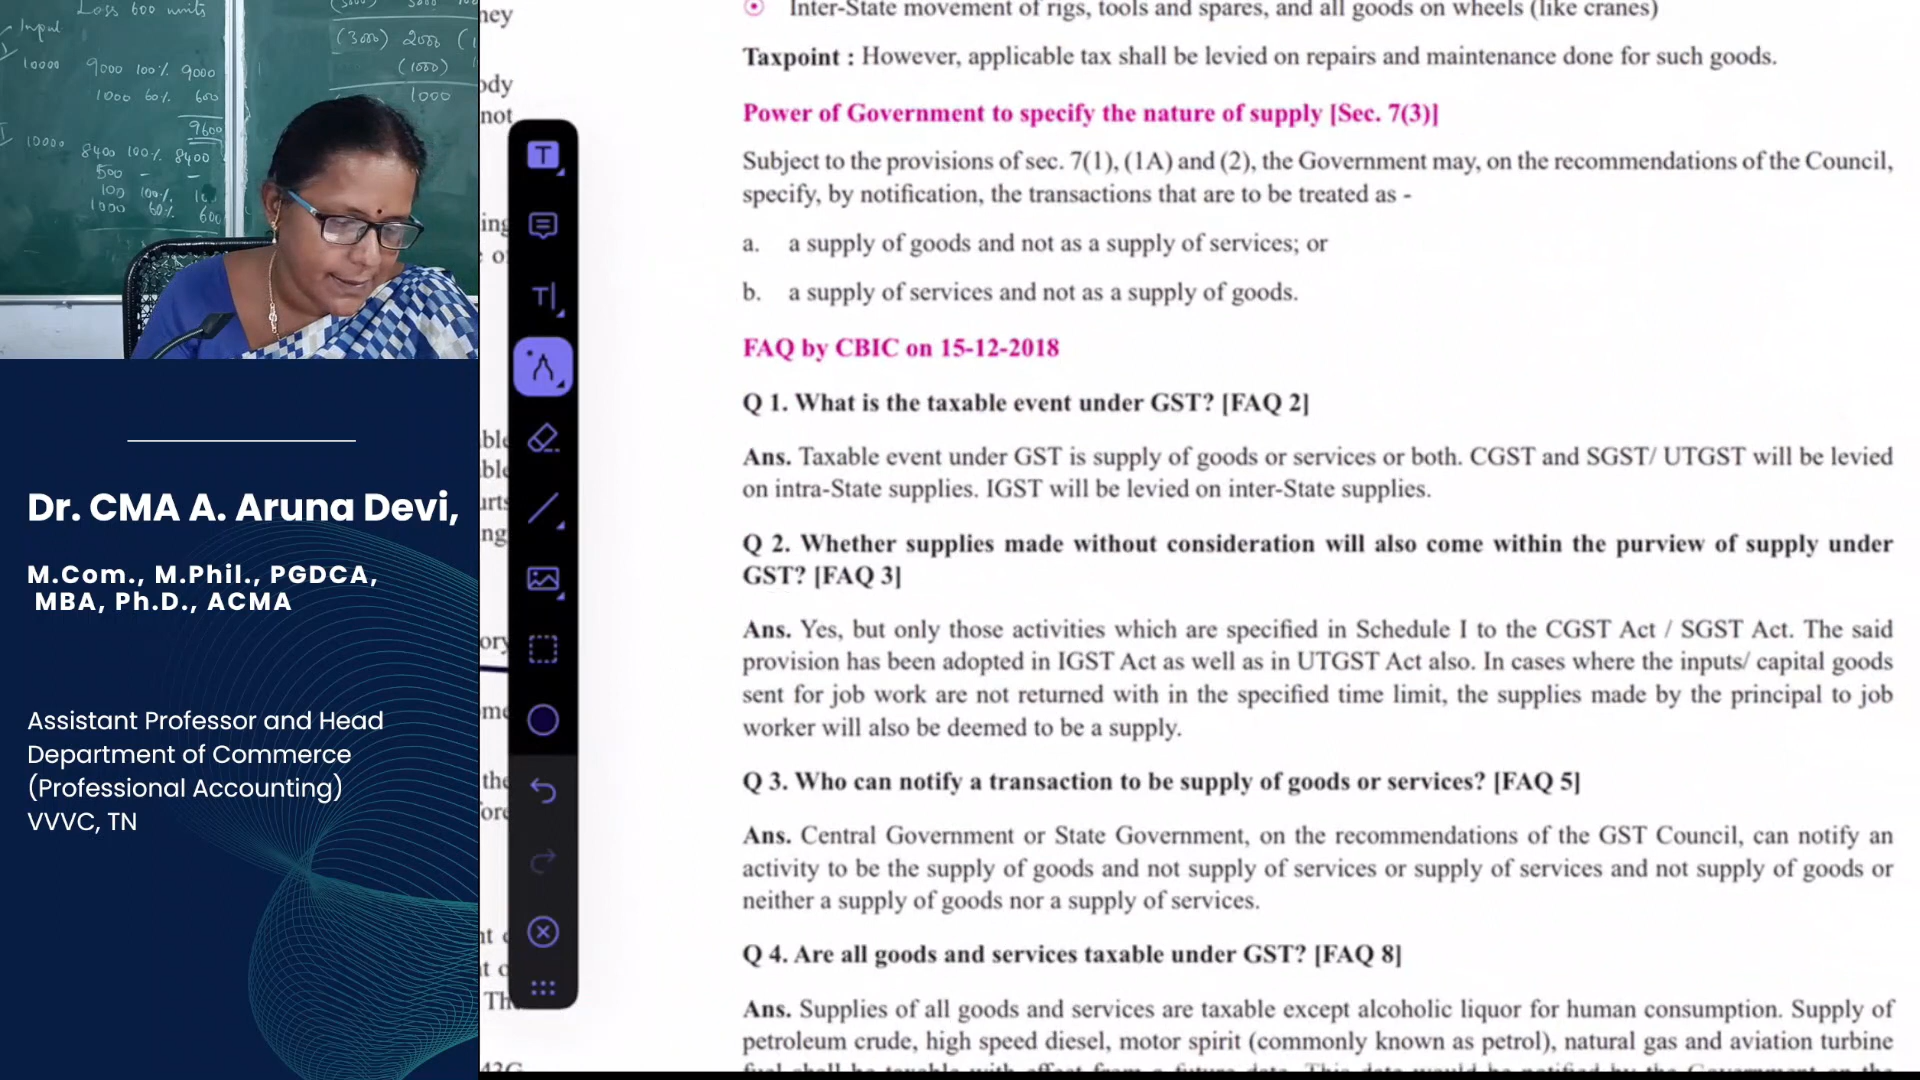 Loss 600 units
Input
10000 9000 100% 9000
1000 60% 600
9600
10000 8400 100% 8400
500 - -
100 100%
1000 60% 600
(3000) 2000
(1000)
1000
Dr. CMA A. Aruna Devi,
M.Com., M.Phil., PGDCA,
MBA, Ph.D., ACMA
Assistant Professor and Head
Department of Commerce
(Professional Accounting)
VVVC, TN
not
Inter-State movement of rigs, tools and spares, and all goods on wheels (like cranes)
Taxpoint : However, applicable tax shall be levied on repairs and maintenance done for such goods.
Power of Government to specify the nature of supply [Sec. 7(3)]
Subject to the provisions of sec. 7(1), (1A) and (2), the Government may, on the recommendations of the Council,
specify, by notification, the transactions that are to be treated as -
a. a supply of goods and not as a supply of services; or
b. a supply of services and not as a supply of goods.
FAQ by CBIC on 15-12-2018
Q 1. What is the taxable event under GST? [FAQ 2]
Ans. Taxable event under GST is supply of goods or services or both. CGST and SGST/ UTGST will be levied
on intra-State supplies. IGST will be levied on inter-State supplies.
Q 2. Whether supplies made without consideration will also come within the purview of supply under
GST? [FAQ 3]
Ans. Yes, but only those activities which are specified in Schedule I to the CGST Act / SGST Act. The said
provision has been adopted in IGST Act as well as in UTGST Act also. In cases where the inputs/ capital goods
sent for job work are not returned with in the specified time limit, the supplies made by the principal to job
worker will also be deemed to be a supply.
Q 3. Who can notify a transaction to be supply of goods or services? [FAQ 5]
Ans. Central Government or State Government, on the recommendations of the GST Council, can notify an
activity to be the supply of goods and not supply of services or supply of services and not supply of goods or
neither a supply of goods nor a supply of services.
Q 4. Are all goods and services taxable under GST? [FAQ 8]
Ans. Supplies of all goods and services are taxable except alcoholic liquor for human consumption. Supply of
petroleum crude, high speed diesel, motor spirit (commonly known as petrol), natural gas and aviation turbine